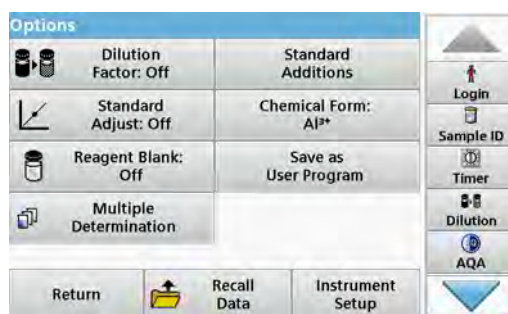 Options
Dilution
Factor: Off
Standard
Additions
Standard
Adjust: Off
Chemical Form:
Al³⁺
Reagent Blank:
Off
Save as
User Program
Multiple
Determination
Return
Recall
Data
Instrument
Setup
Login
Sample ID
Timer
Dilution
AQA